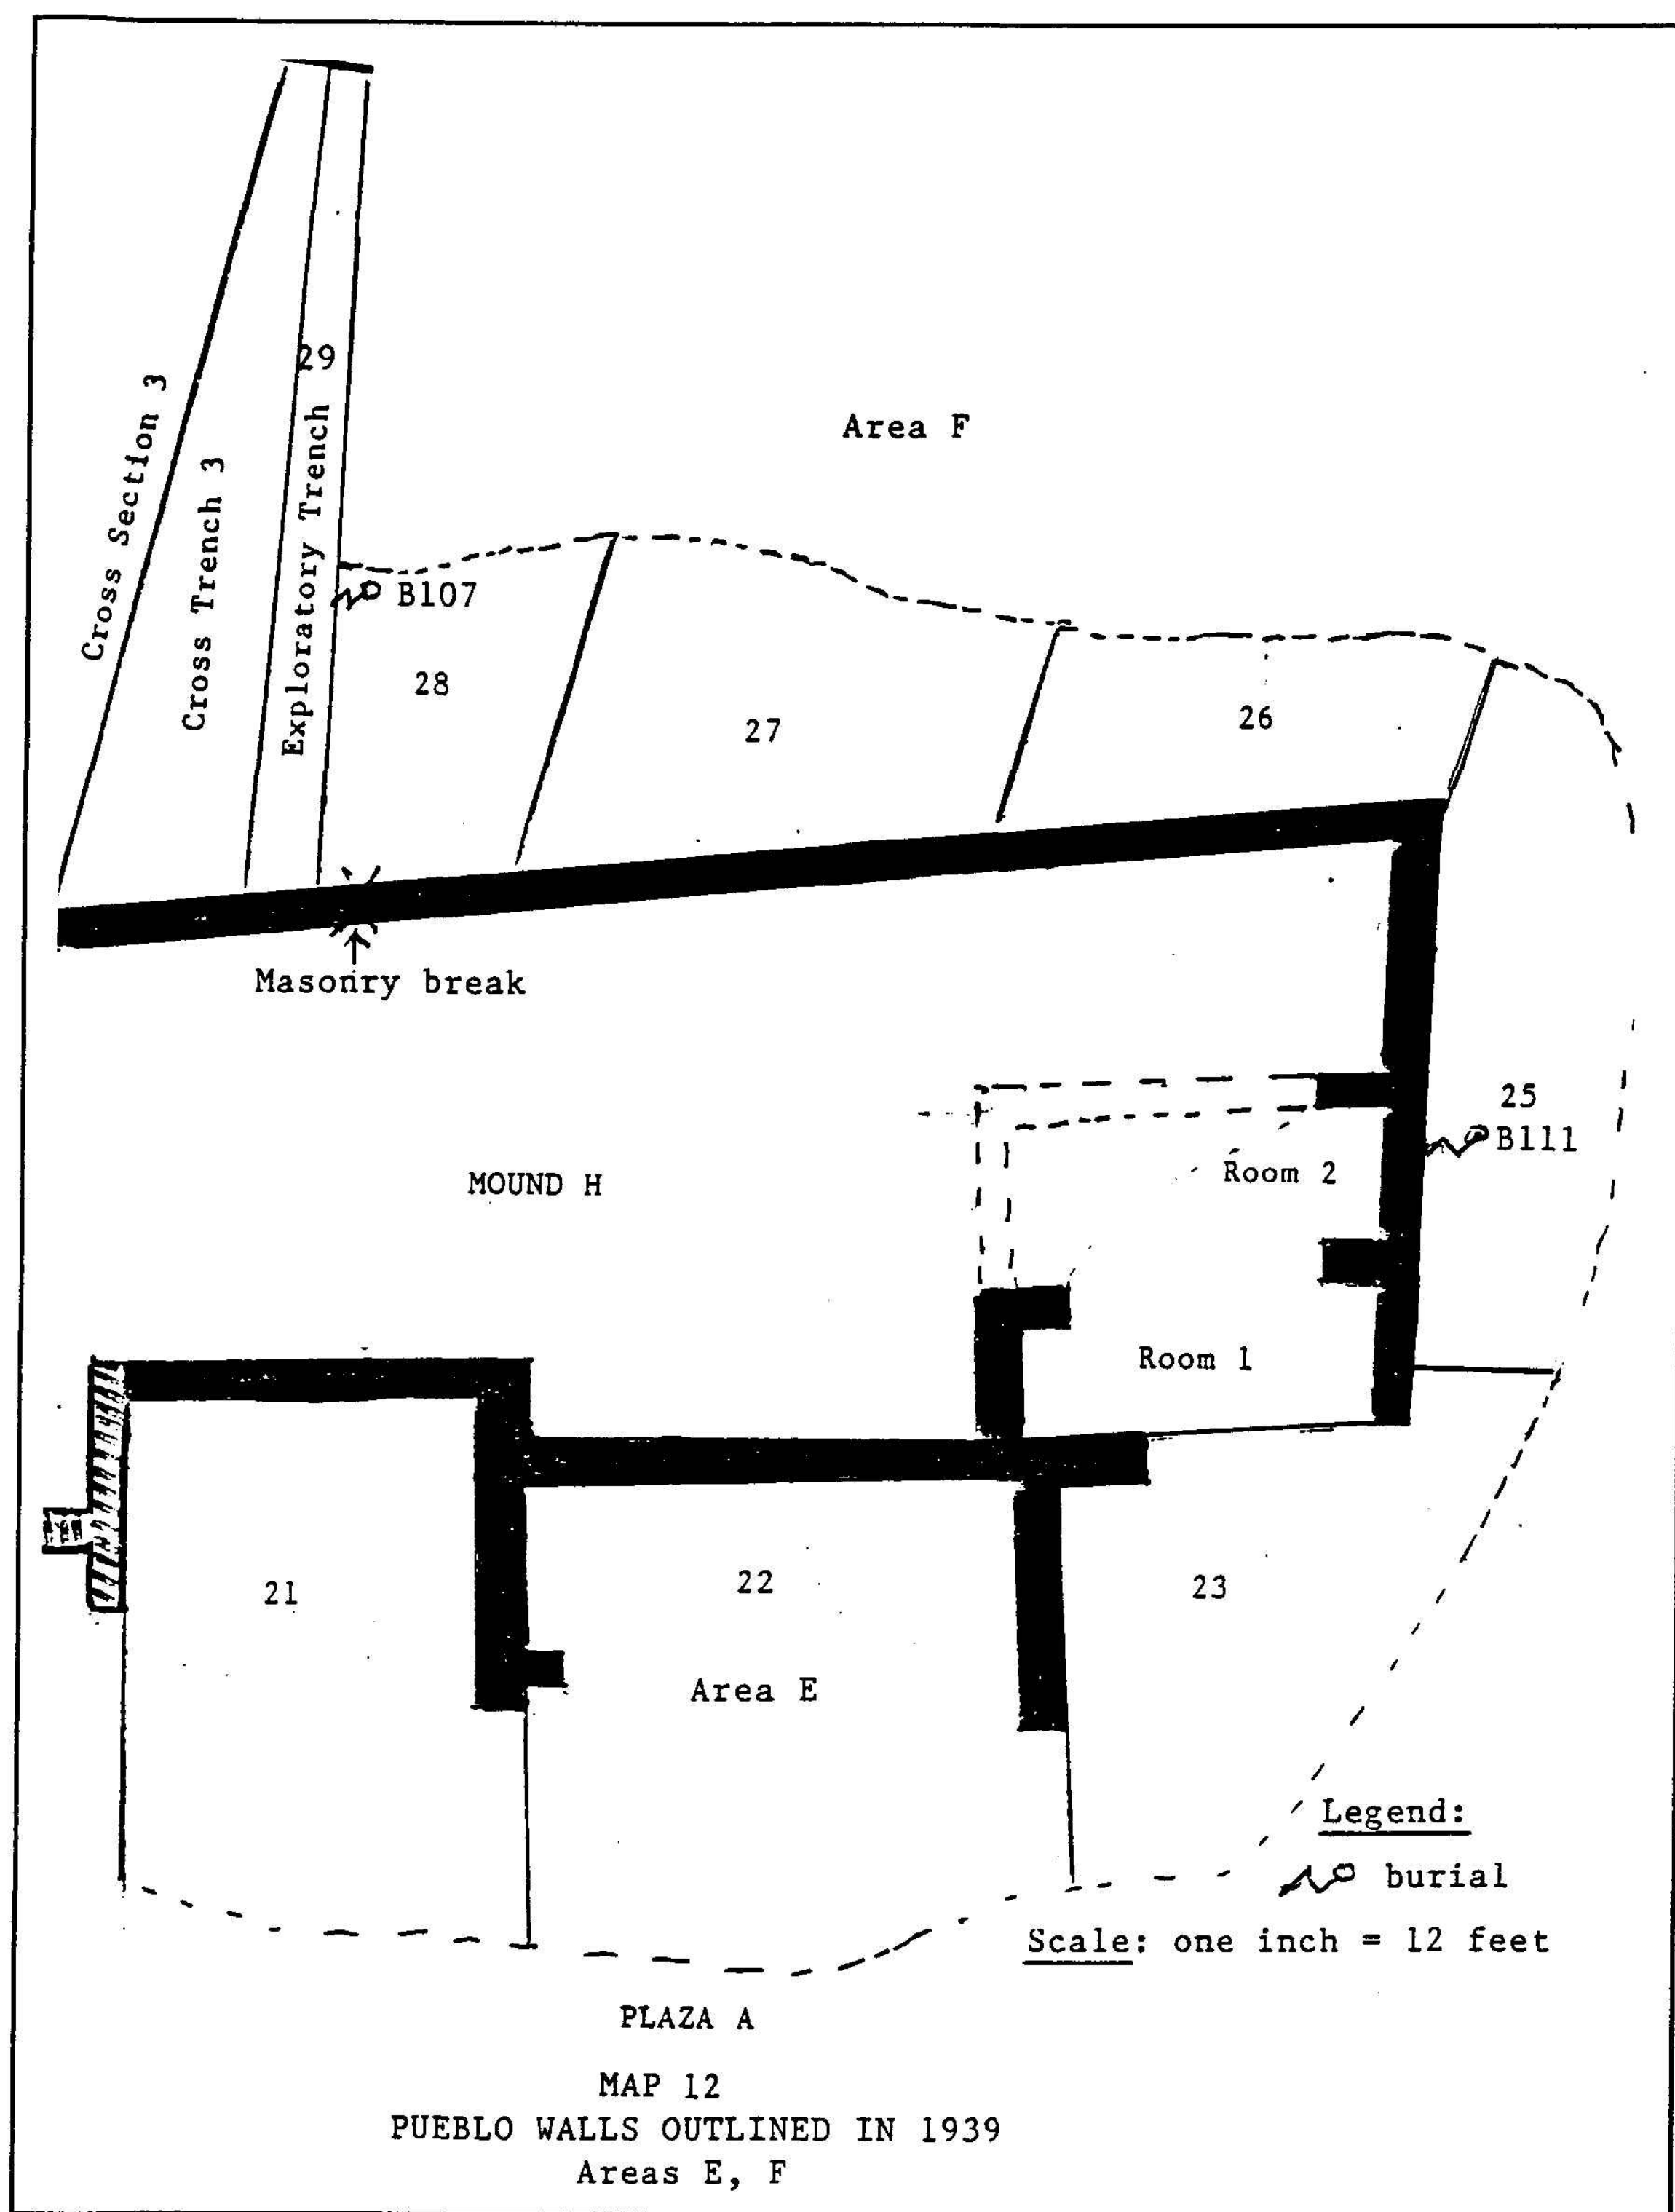 29
Cross Section 3
Cross Trench 3
Exploratory Trench
Area F
B107
28
27
26
Masonry break
25
B111
Room 2
MOUND H
Room 1
21
22
23
Area E
Legend:
burial
Scale: one inch = 12 feet
PLAZA A
MAP 12
PUEBLO WALLS OUTLINED IN 1939
Areas E, F